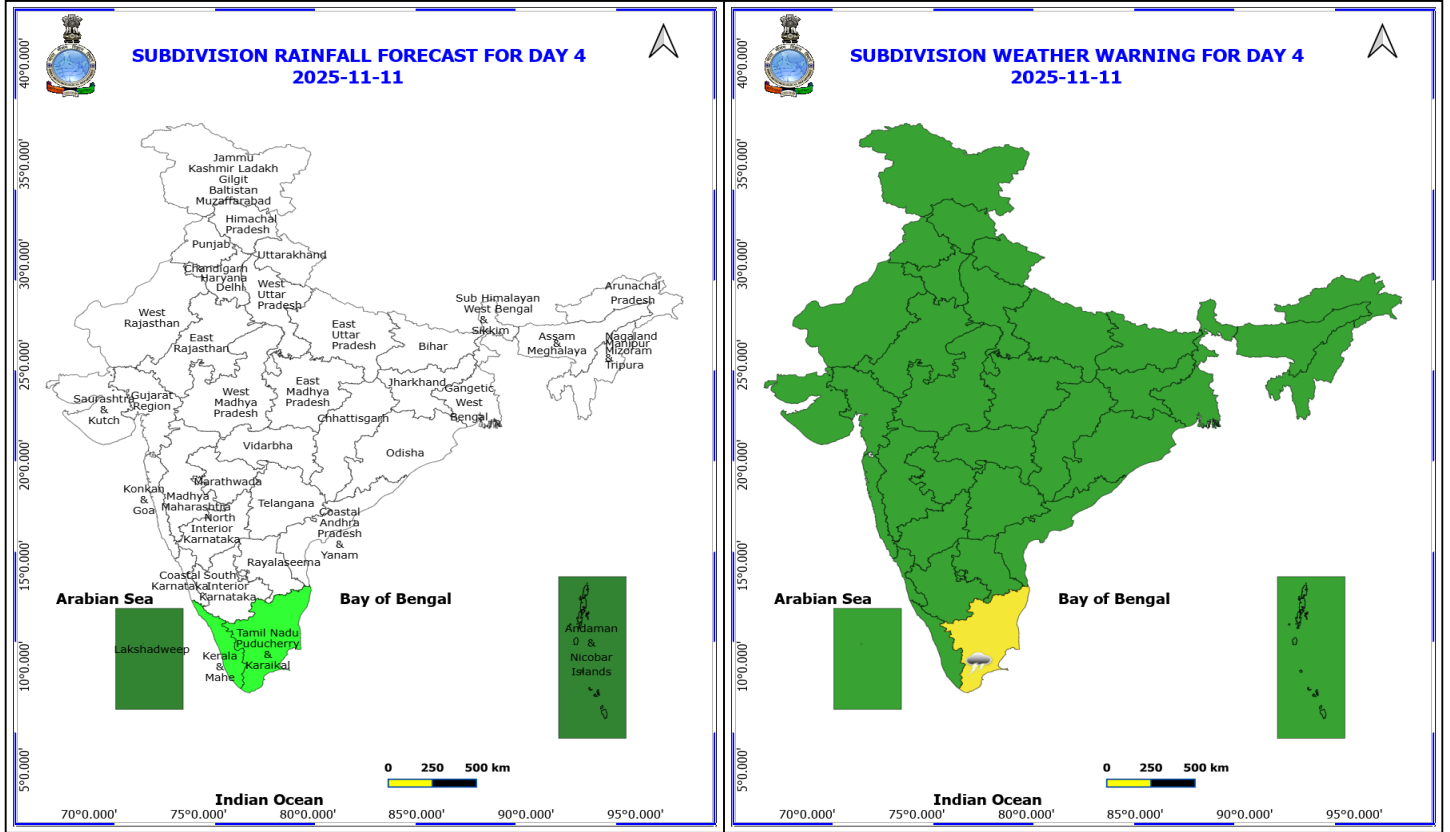 SUBDIVISION RAINFALL FORECAST FOR DAY 4
2025-11-11
40°0.000'
35°0.000'
30°0.000'
25°0.000'
20°0.000'
15°0.000'
10°0.000'
5°0.000'
Jammu
Kashmir Ladakh
Gilgit
Baltistan
Muzaffarabad
Himachal
Pradesh
Punjab
Uttarakhand
Chandigarh
Haryana
Delhi
West
Uttar
Pradesh
Arunachal
Pradesh
Sub Himalayan
West Bengal
&
Sikkim
West
Rajasthan
East
Rajasthan
East
Uttar
Pradesh
Bihar
Assam
&
Meghalaya
Nagaland
Manipur
Mizoram
&
Tripura
Saurashtra
&
Kutch
Gujarat
Region
West
Madhya
Pradesh
East
Madhya
Pradesh
Jharkhand
Gangetic
West
Bengal
Chhattisgarh
Vidarbha
Odisha
Konkan
&
Goa
Madhya
Maharashtra
Marathwada
Telangana
North
Interior
Karnataka
Coastal
Andhra
Pradesh
&
Yanam
Rayalaseema
Coastal
Karnataka
South
Interior
Karnataka
Arabian Sea
Bay of Bengal
Lakshadweep
Kerala
&
Mahe
Tamil Nadu
Puducherry
&
Karaikal
Andaman
&
Nicobar
Islands
0 250 500 km
Indian Ocean
70°0.000' 75°0.000' 80°0.000' 85°0.000' 90°0.000' 95°0.000'
SUBDIVISION WEATHER WARNING FOR DAY 4
2025-11-11
40°0.000'
35°0.000'
30°0.000'
25°0.000'
20°0.000'
15°0.000'
10°0.000'
5°0.000'
Arabian Sea
Bay of Bengal
0 250 500 km
Indian Ocean
70°0.000' 75°0.000' 80°0.000' 85°0.000' 90°0.000' 95°0.000'